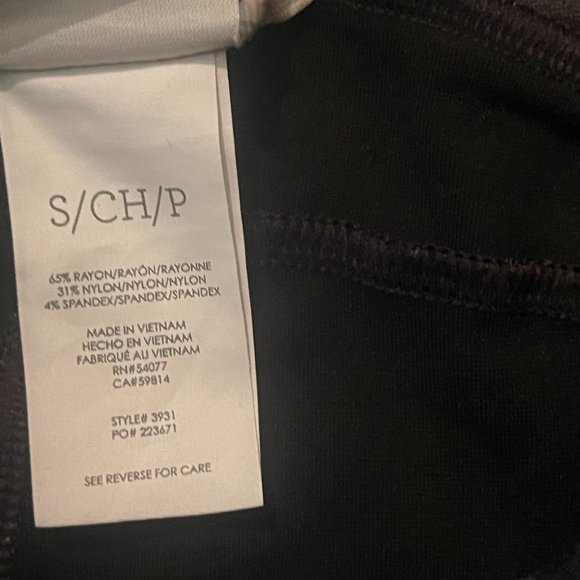 S/CH/P
65% RAYON/RAYÓN/RAYONNE
31% NYLON/NYLON/NYLON
4% SPANDEX/SPANDEX/SPANDEX
MADE IN VIETNAM
HECHO EN VIETNAM
FABRIQUÉ AU VIETNAM
RN#54077
CA#59814
STYLE# 3931
PO# 223671
SEE REVERSE FOR CARE